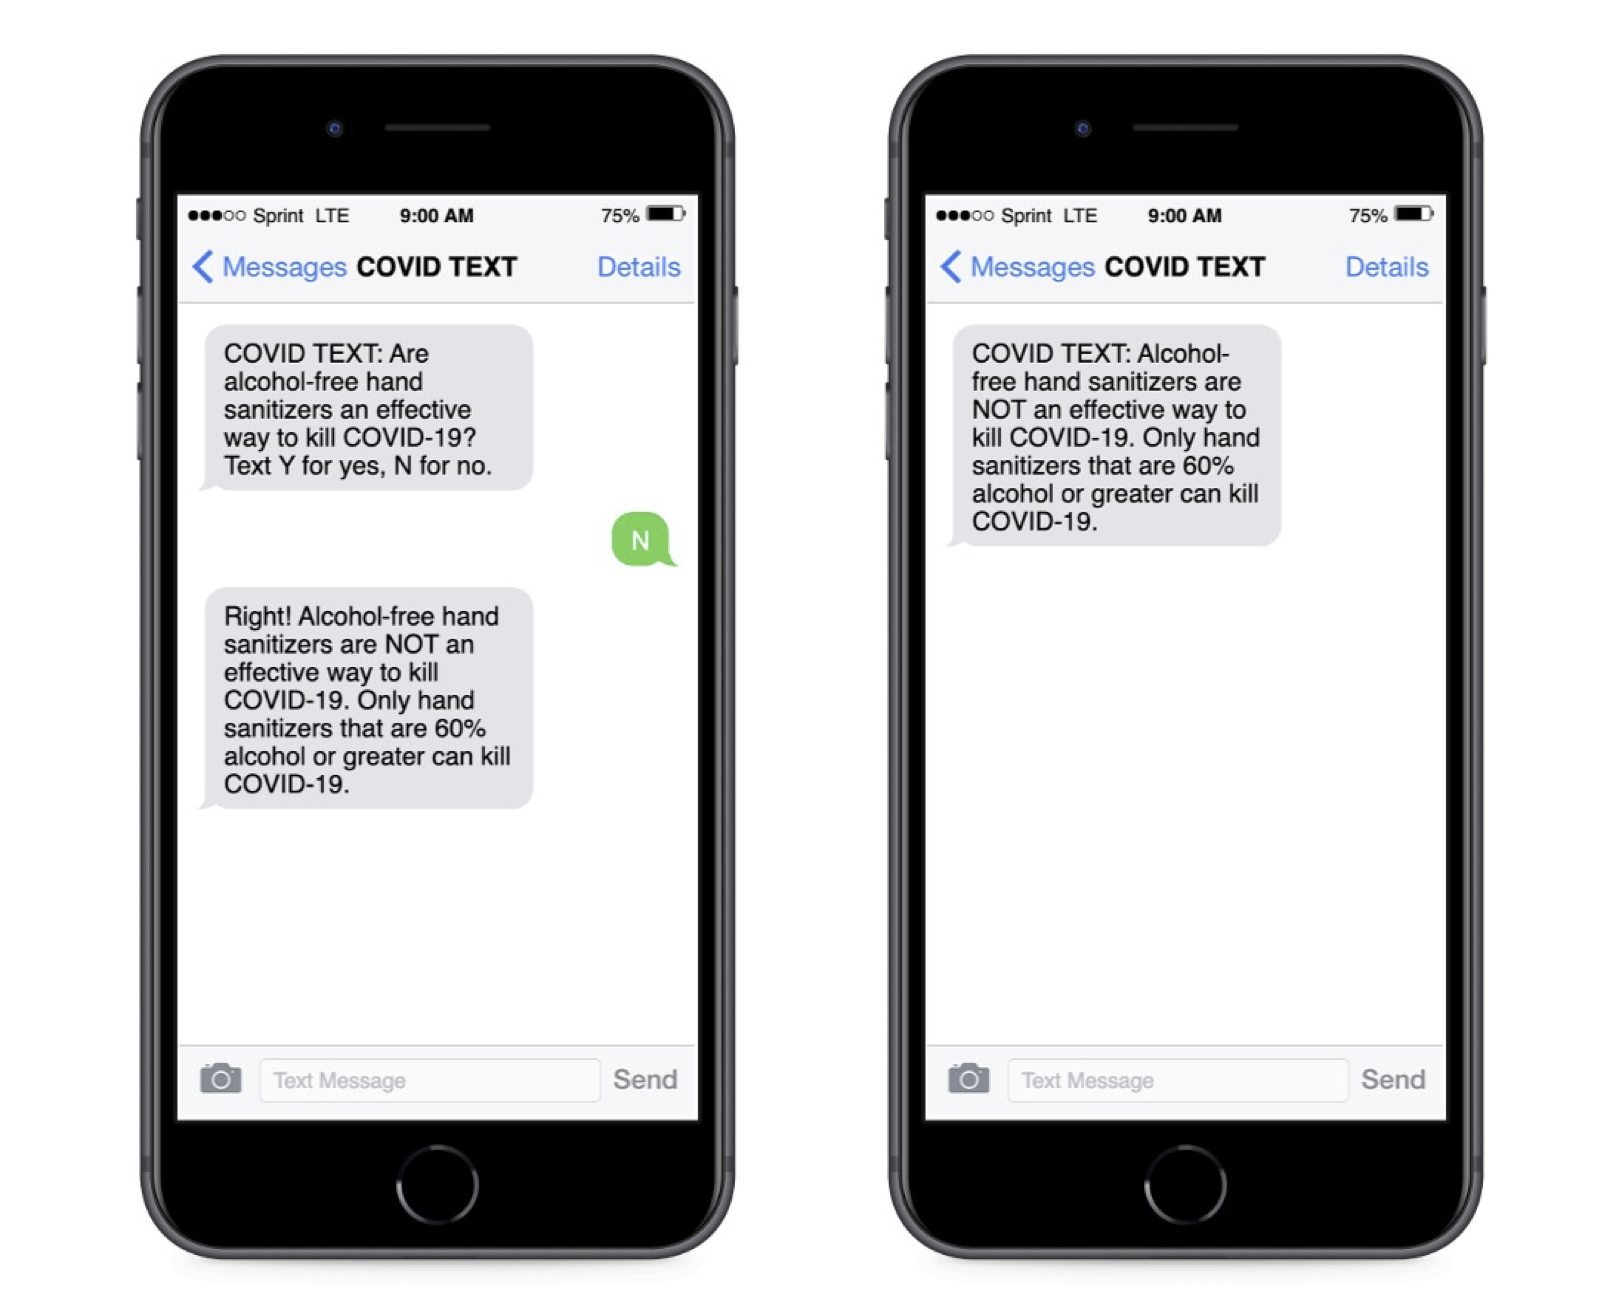 Sprint LTE 9:00 AM 75%
Messages COVID TEXT Details
COVID TEXT: Are
alcohol-free hand
sanitizers an effective
way to kill COVID-19?
Text Y for yes, N for no.
N
Right! Alcohol-free hand
sanitizers are NOT an
effective way to kill
COVID-19. Only hand
sanitizers that are 60%
alcohol or greater can kill
COVID-19.
Text Message Send
Sprint LTE 9:00 AM 75%
Messages COVID TEXT Details
COVID TEXT: Alcohol-
free hand sanitizers are
NOT an effective way to
kill COVID-19. Only hand
sanitizers that are 60%
alcohol or greater can kill
COVID-19.
Text Message Send